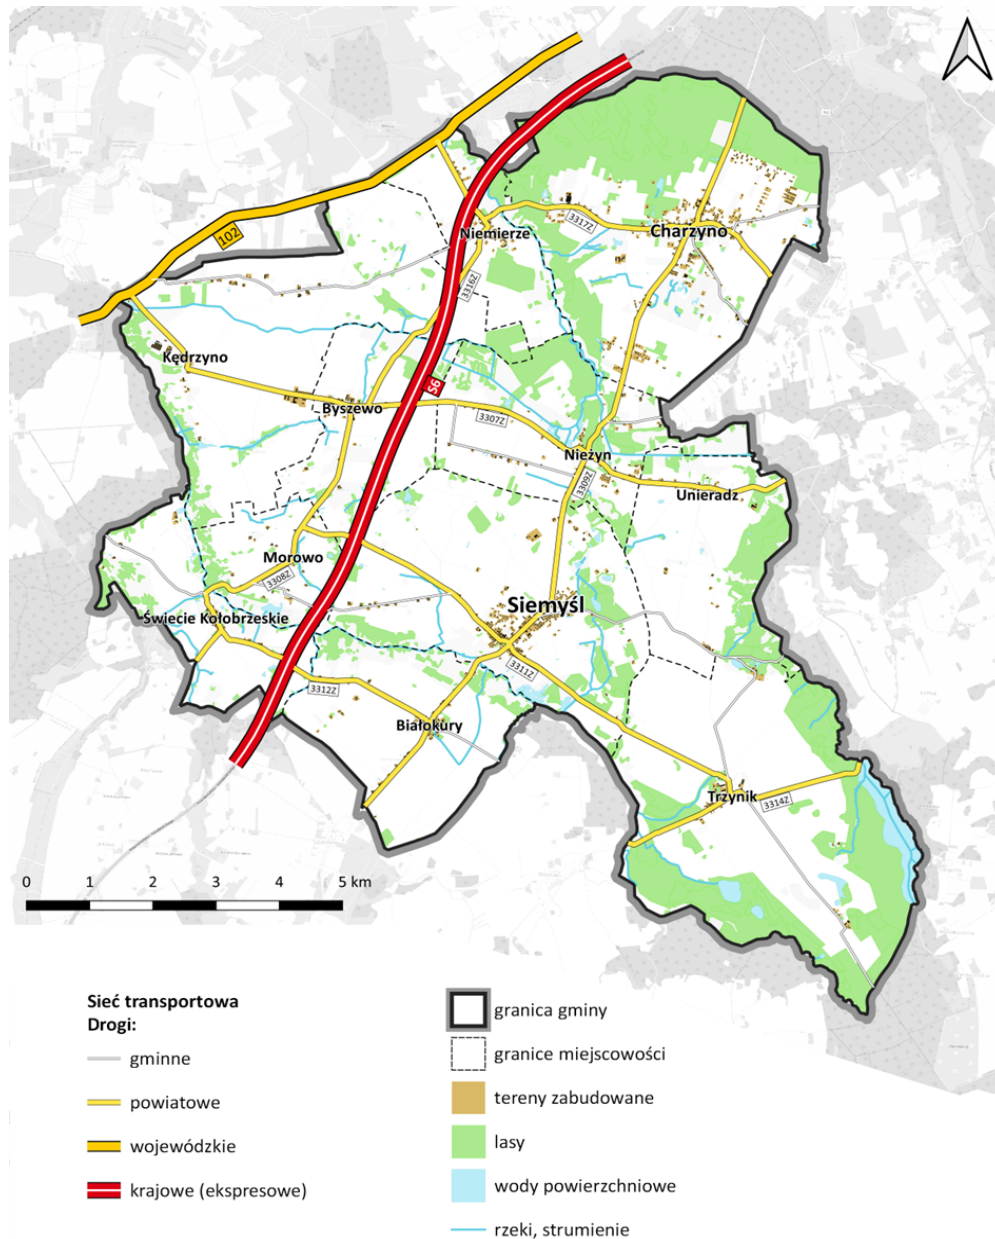 102
Niemierze
3317Z
Charzyno
3316Z
Kędrzyno
S6
Byszewo
3307Z
Nieżyn
3309Z
Unieradz
Morowo
3308Z
Siemyśl
Świecie Kołobrzeskie
3311Z
3312Z
Białokury
Trzynik
3314Z
0 1 2 3 4 5 km
Sieć transportowa
Drogi:
gminne
powiatowe
wojewódzkie
krajowe (ekspresowe)
granica gminy
granice miejscowości
tereny zabudowane
lasy
wody powierzchniowe
rzeki, strumienie